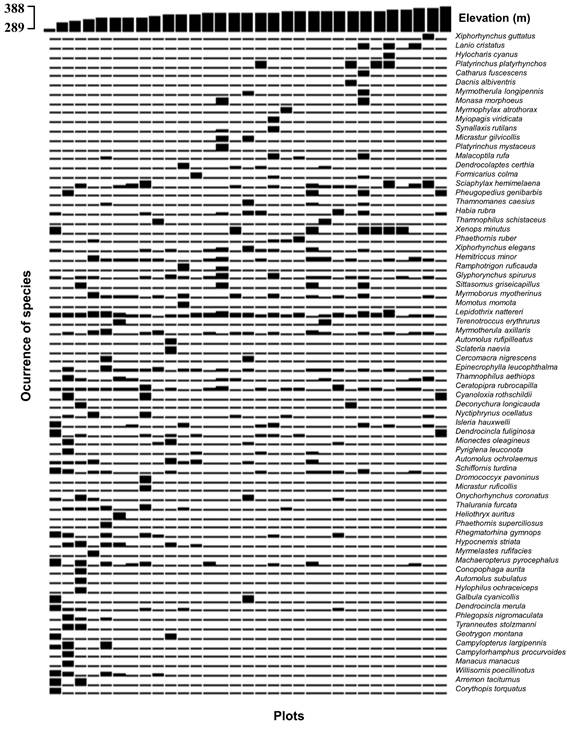 388
289
Elevation (m)
Xiphorhynchus guttatus
Lanio cristatus
Hylocharis cyanus
Platyrinchus platyrhynchos
Catharus fuscescens
Dacnis albiventris
Myrmotherula longipennis
Monasa morphoeus
Myrmophylax atrothorax
Myiopagis viridicata
Synallaxis rutilans
Micrastur gilvicollis
Platyrinchus mystaceus
Malacoptila rufa
Dendrocolaptes certhia
Formicarius colma
Sciaphylax hemimelaena
Pheugopedius genibarbis
Thamnomanes caesius
Habia rubra
Thamnophilus schistaceus
Xenops minutus
Phaethornis ruber
Xiphorhynchus elegans
Hemitriccus minor
Ramphotrigon ruficauda
Glyphorynchus spirurus
Sittasomus griseicapillus
Myrmoborus myotherinus
Momotus momota
Lepidothrix nattereri
Terenotriccus erythrurus
Myrmotherula axillaris
Automolus rufipileatus
Sclateria naevia
Cercomacra nigrescens
Epinecrophylla leucophthalma
Thamnophilus aethiops
Ceratopipra rubrocapilla
Cyanoloxia rothschildii
Deconychura longicauda
Nyctiphrynus ocellatus
Isleria hauxwelli
Dendrocincla fuliginosa
Mionectes oleagineus
Pyriglena leuconota
Automolus ochrolaemus
Schiffornis turdina
Dromococcyx pavoninus
Micrastur ruficollis
Onychorhynchus coronatus
Thalurania furcata
Heliothryx auritus
Phaethornis superciliosus
Rhegmatorhina gymnops
Hypocnemis striata
Myrmelastes rufifacies
Machaeropterus pyrocephalus
Conopophaga aurita
Automolus subulatus
Hylophilus ochraceiceps
Galbula cyanicollis
Dendrocincla merula
Phlegopsis nigromaculata
Tyranneutes stolzmanni
Geotrygon montana
Campylopterus largipennis
Campylorhamphus procurvoides
Manacus manacus
Willisornis poecilinotus
Arremon taciturnus
Corythopis torquatus
Ocurrence of species
Plots